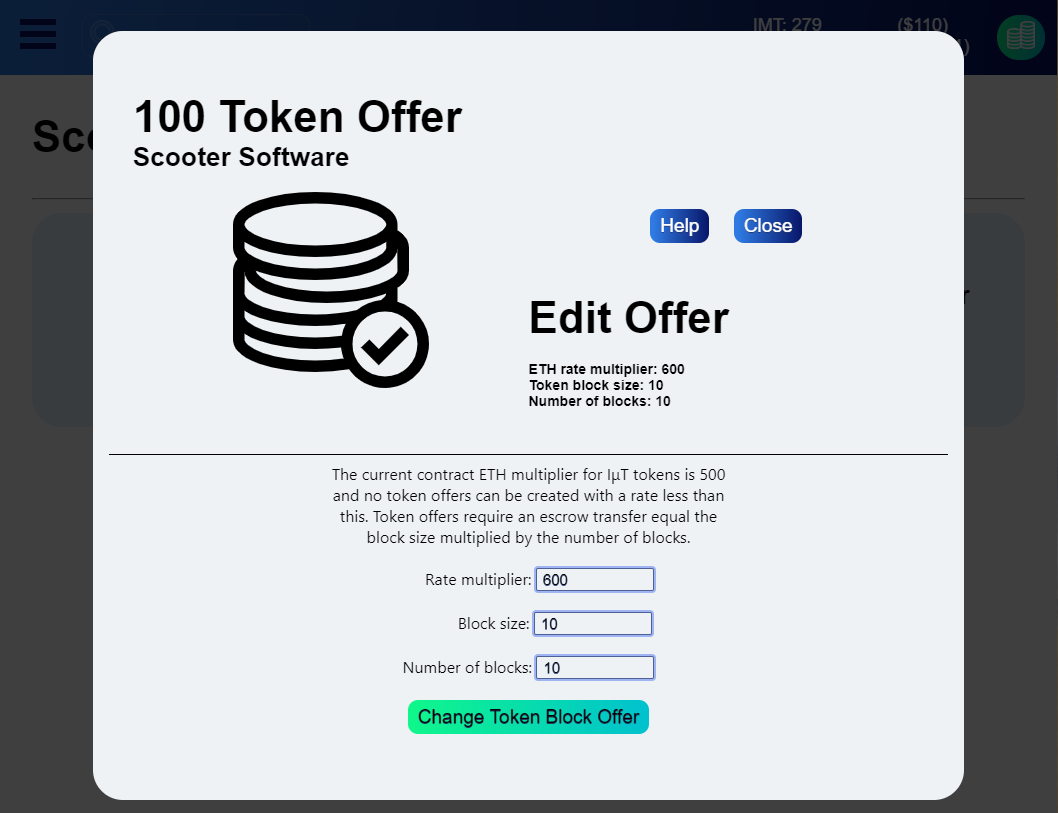 IMT: 279
($110)
100 Token Offer
Scooter Software
Help
Close
Edit Offer
ETH rate multiplier: 600
Token block size: 10
Number of blocks: 10
The current contract ETH multiplier for IµT tokens is 500
and no token offers can be created with a rate less than
this. Token offers require an escrow transfer equal the
block size multiplied by the number of blocks.
Rate multiplier: 600
Block size: 10
Number of blocks: 10
Change Token Block Offer